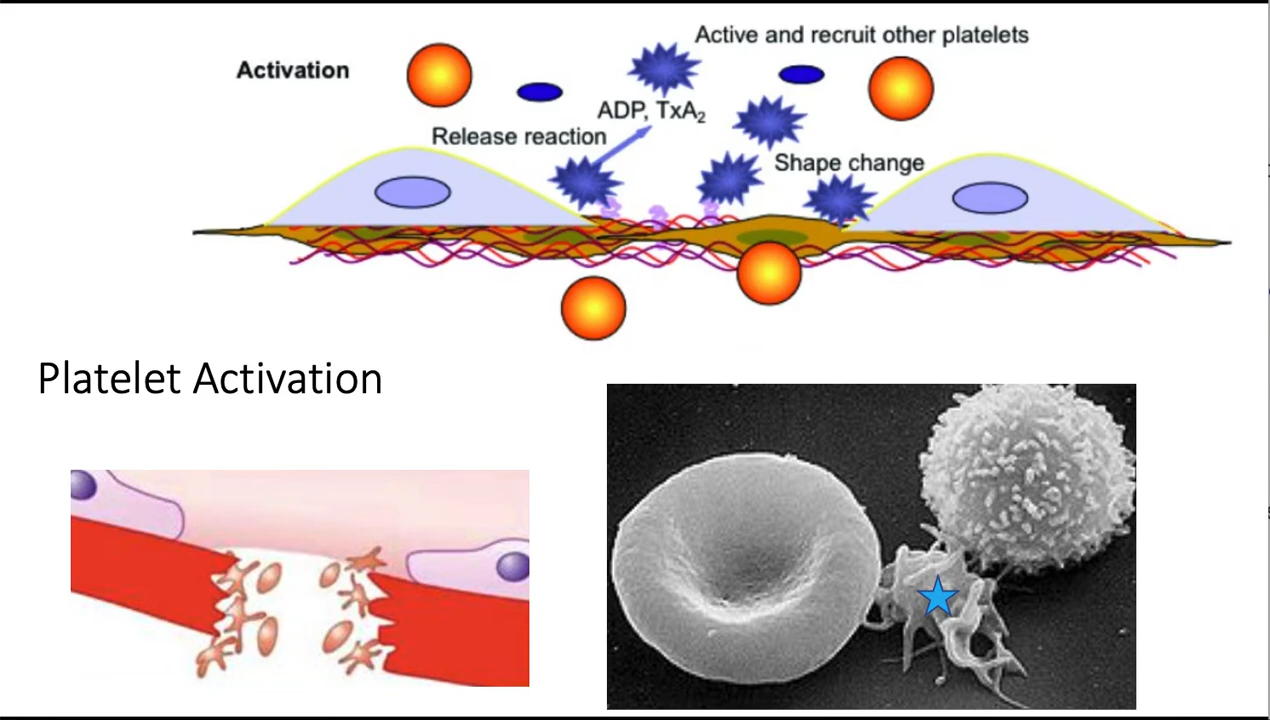 Active and recruit other platelets
Activation
ADP, TxA₂
Release reaction
Shape change
Platelet Activation